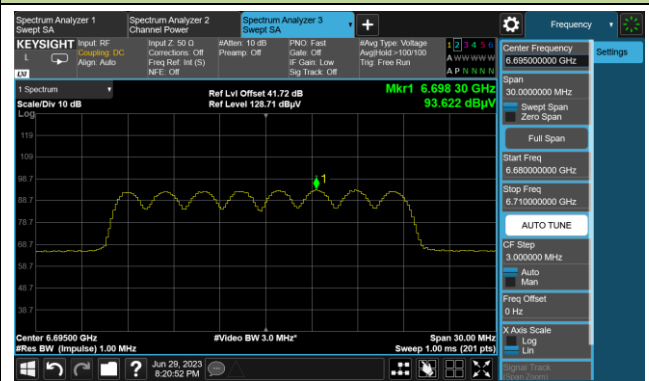 Spectrum Analyzer 1
Swept SA
Spectrum Analyzer 2
Channel Power
Spectrum Analyzer 3
Swept SA
Frequency
KEYSIGHT
L
LXI
Input: RF
Coupling: DC
Align: Auto
Input Z: 50 Ω
Corrections: Off
Freq Ref: Int (S)
NFE: Off
#Atten: 10 dB
Preamp: Off
PNO: Fast
Gate: Off
IF Gain: Low
Sig Track: Off
#Avg Type: Voltage
Avg|Hold:>100/100
Trig: Free Run
1 2 3 4 5 6
A W W W W W
A P N N N N
1 Spectrum
Scale/Div 10 dB
Log
Ref Lvl Offset 41.72 dB
Ref Level 128.71 dBμV
Mkr1 6.698 30 GHz
93.622 dBμV
119
109
98.7
88.7
78.7
68.7
58.7
48.7
38.7
1
Center 6.69500 GHz
#Res BW (Impulse) 1.00 MHz
#Video BW 3.0 MHz*
Span 30.00 MHz
Sweep 1.00 ms (201 pts)
Center Frequency
6.695000000 GHz
Settings
Span
30.0000000 MHz
Swept Span
Zero Span
Full Span
Start Freq
6.680000000 GHz
Stop Freq
6.710000000 GHz
AUTO TUNE
CF Step
3.000000 MHz
Auto
Man
Freq Offset
0 Hz
X Axis Scale
Log
Lin
Signal Track
(Span Zoom)
?
Jun 29, 2023
8:20:52 PM